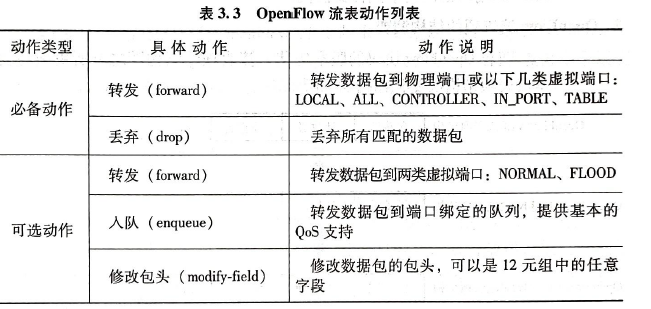 表 3.3 OpenFlow 流表动作列表
动作类型 具体动作 动作说明
必备动作
转发（forward）
转发数据包到物理端口或以下几类虚拟端口：
LOCAL、ALL、CONTROLLER、IN_PORT、TABLE
丢弃（drop） 丢弃所有匹配的数据包
可选动作
转发（forward） 转发数据包到两类虚拟端口：NORMAL、FLOOD
入队（enqueue）
转发数据包到端口绑定的队列，提供基本的
QoS 支持
修改包头（modify-field）
修改数据包的包头，可以是 12 元组中的任意
字段